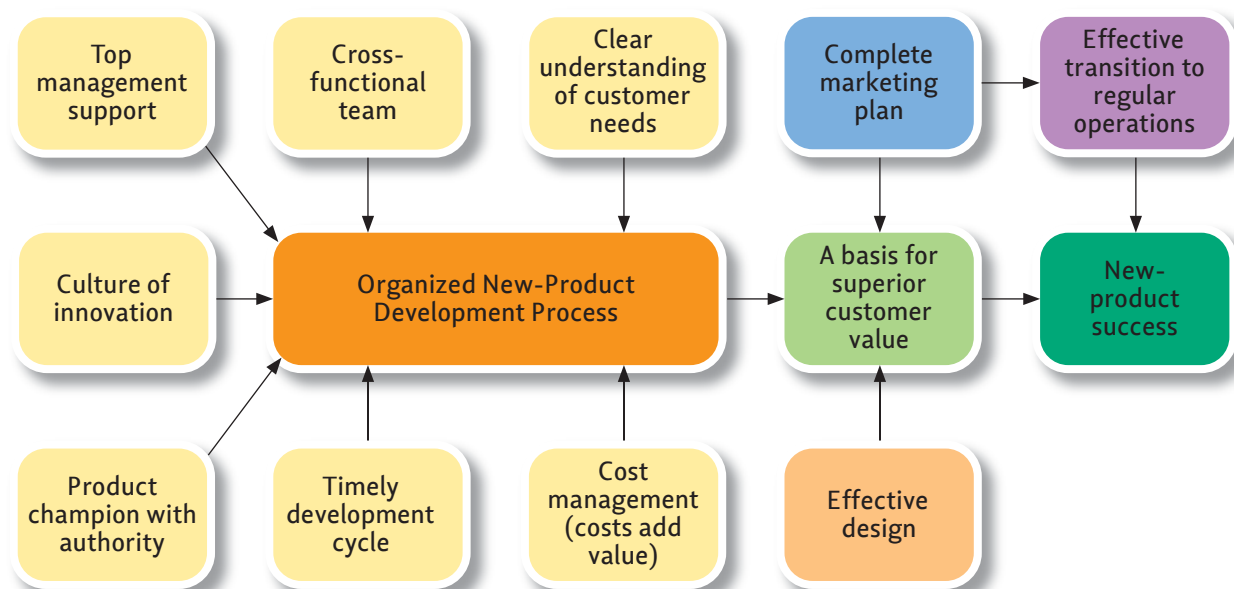 Top
management
support
Cross-
functional
team
Clear
understanding
of customer
needs
Complete
marketing
plan
Effective
transition to
regular
operations
Culture of
innovation
Organized New-Product
Development Process
A basis for
superior
customer
value
New-
product
success
Product
champion with
authority
Timely
development
cycle
Cost
management
(costs add
value)
Effective
design